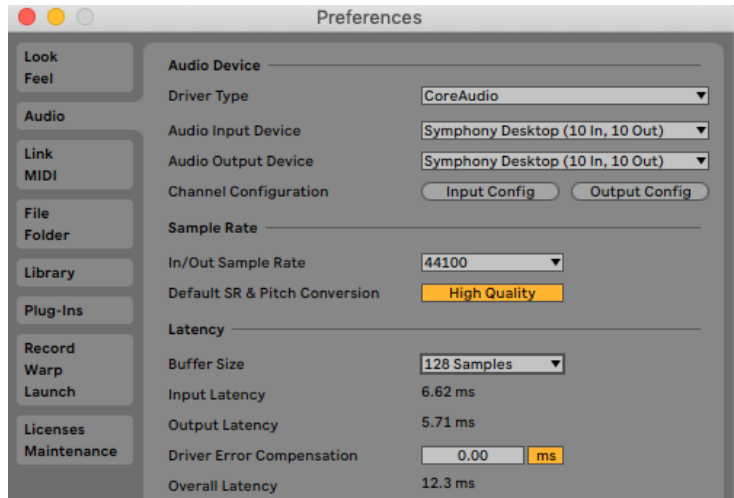 Preferences
Look
Feel
Audio
Link
MIDI
File
Folder
Library
Plug-Ins
Record
Warp
Launch
Licenses
Maintenance
Audio Device
Driver Type CoreAudio
Audio Input Device Symphony Desktop (10 In, 10 Out)
Audio Output Device Symphony Desktop (10 In, 10 Out)
Channel Configuration Input Config Output Config
Sample Rate
In/Out Sample Rate 44100
Default SR & Pitch Conversion High Quality
Latency
Buffer Size 128 Samples
Input Latency 6.62 ms
Output Latency 5.71 ms
Driver Error Compensation 0.00 ms
Overall Latency 12.3 ms